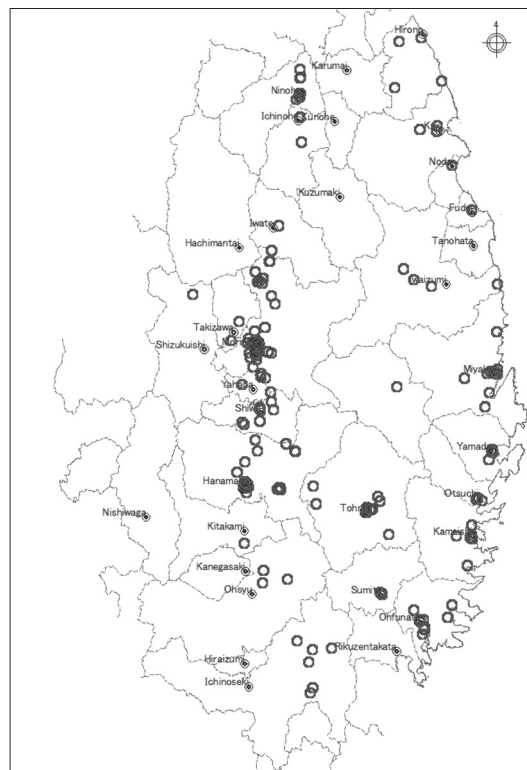 4
Hirono
Karumai
Ninohe
Ichinohe
Kunohe
Noda
Kuzumaki
Fudai
Iwate
Tanohata
Hachimantai
Iwaizumi
Takizawa
Shizukuishi
Miyako
Yahaba
Shiwa
Yamada
Hanamaki
Otsuchi
Tohno
Nishiwaga
Kitakami
Kamaishi
Kanegasaki
Ohsyu
Sumita
Ohfunato
Rikuzentakata
Hiraizumi
Ichinoseki